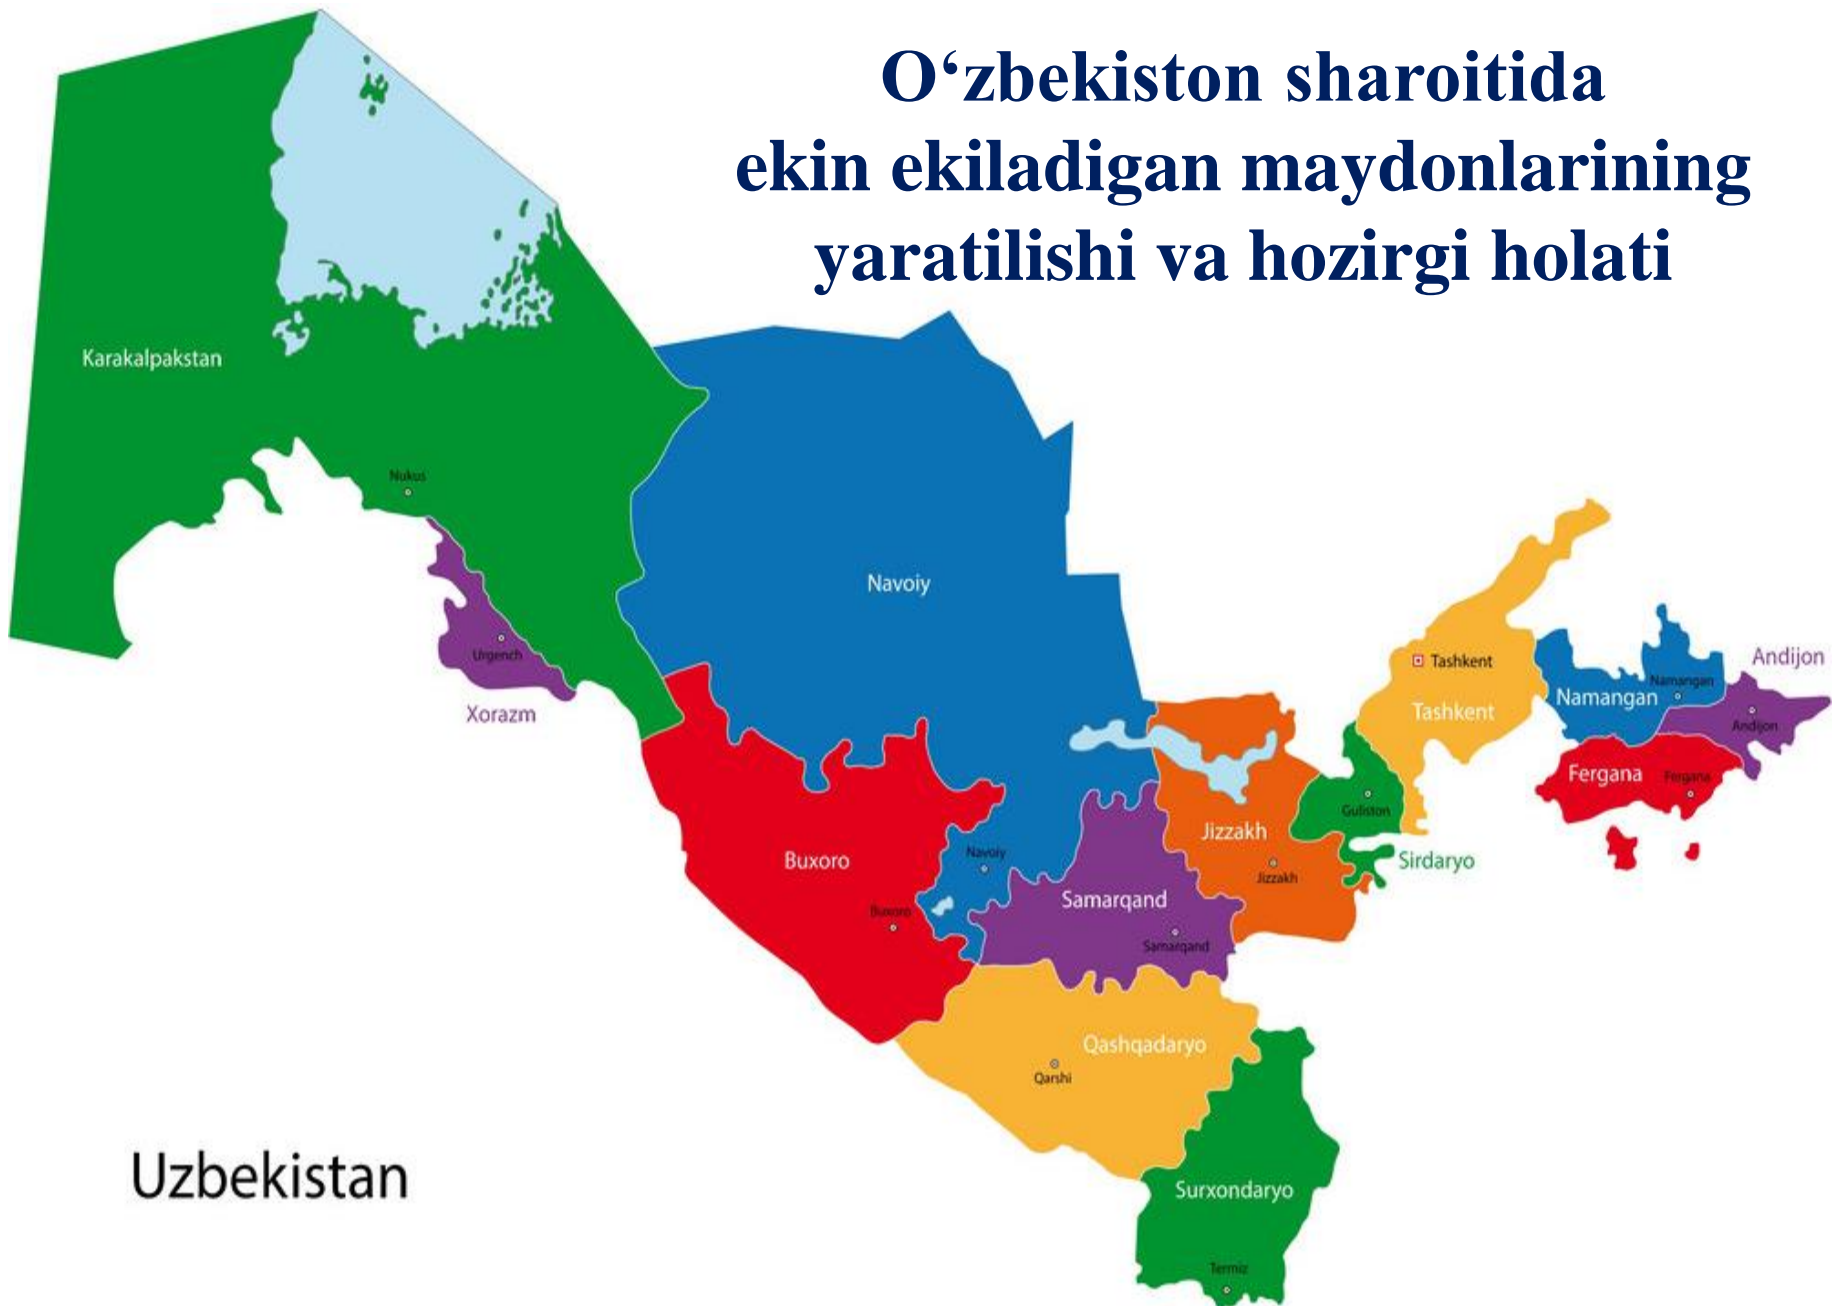 O‘zbekiston sharoitida
ekin ekiladigan maydonlarining
yaratilishi va hozirgi holati
Karakalpakstan
Nukus
Navoiy
Urgench
Xorazm
Tashkent
Tashkent
Andijon
Namangan
Namangan
Andijon
Fergana
Fergana
Guliston
Jizzakh
Jizzakh
Sirdaryo
Buxoro
Buxoro
Navoiy
Samarqand
Samarqand
Qashqadaryo
Qarshi
Uzbekistan
Surxondaryo
Termiz